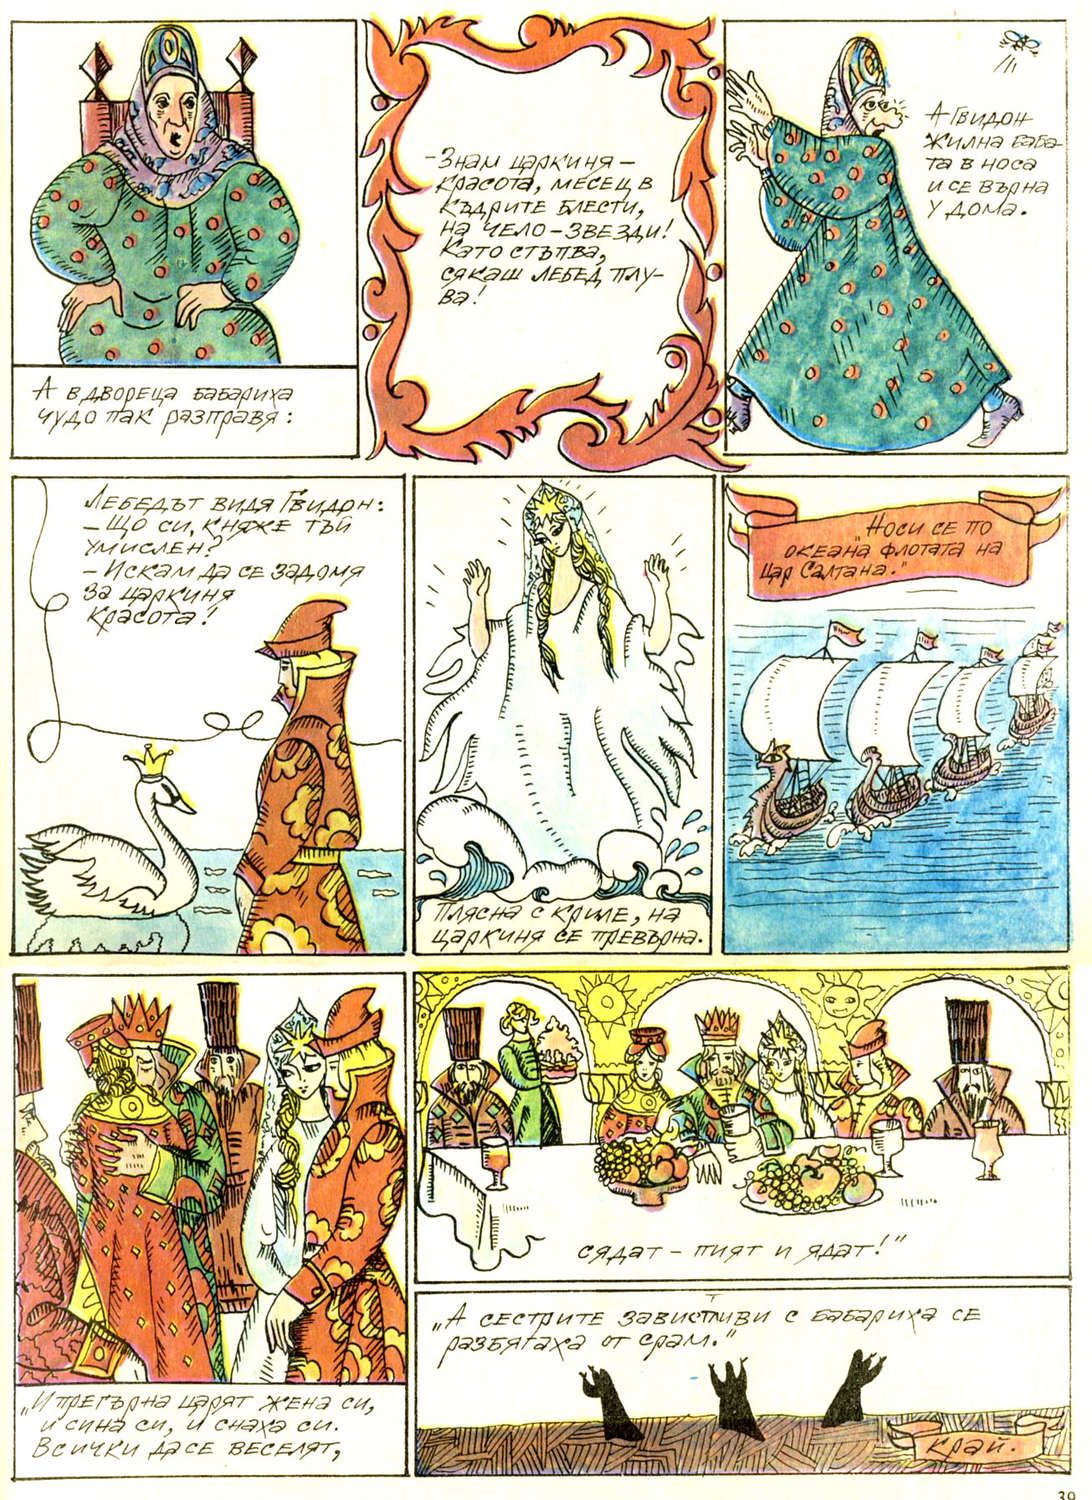 А в двореца бабариха
чудо пак разправя:
- Знам царкиня -
красота, месец в
къдрите блести,
на чело - звезди!
Като стъпва,
сякаш лебед плу-
ва!
А Гвидон
жилна баба-
та в носа
и се върна
у дома.
Лебедът видя Гвидон:
- Що си, княже тъй
умислен?
- Искам да се задомя
за царкиня
красота!
Плясна с криле, на
царкиня се превърна.
"Носи се по
океана флотата на
цар Салтана."
„И прегърна царят жена си,
и сина си, и снаха си.
Всички да се веселят,
сядат - пият и ядат!"
„А сестрите завистливи с бабариха се
разбягаха от срам."
край.
39